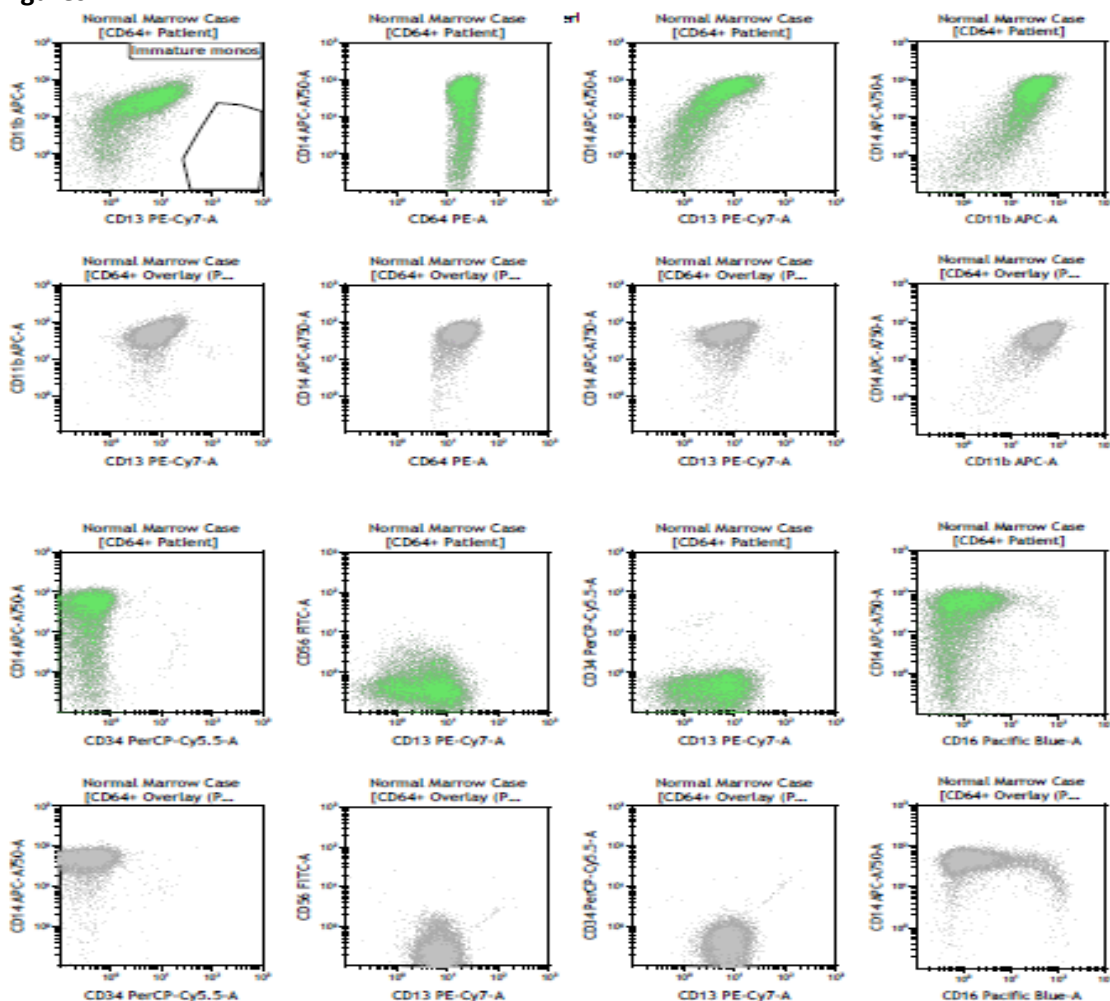 Normal Marrow Case
[CD64+ Patient]
Immature monos
CD11b APC-A
CD13 PE-Cy7-A
Normal Marrow Case
[CD64+ Patient]
CD14 APC-A750-A
CD64 PE-A
Normal Marrow Case
[CD64+ Patient]
CD14 APC-A750-A
CD13 PE-Cy7-A
Normal Marrow Case
[CD64+ Patient]
CD14 APC-A750-A
CD11b APC-A
Normal Marrow Case
[CD64+ Overlay (P...
CD11b APC-A
CD13 PE-Cy7-A
Normal Marrow Case
[CD64+ Overlay (P...
CD14 APC-A750-A
CD64 PE-A
Normal Marrow Case
[CD64+ Overlay (P...
CD14 APC-A750-A
CD13 PE-Cy7-A
Normal Marrow Case
[CD64+ Overlay (P...
CD14 APC-A750-A
CD11b APC-A
Normal Marrow Case
[CD64+ Patient]
CD14 APC-A750-A
CD34 PerCP-Cy5.5-A
Normal Marrow Case
[CD64+ Patient]
CD56 FITC-A
CD13 PE-Cy7-A
Normal Marrow Case
[CD64+ Patient]
CD34 PerCP-Cy5.5-A
CD13 PE-Cy7-A
Normal Marrow Case
[CD64+ Patient]
CD14 APC-A750-A
CD16 Pacific Blue-A
Normal Marrow Case
[CD64+ Overlay (P...
CD14 APC-A750-A
CD34 PerCP-Cy5.5-A
Normal Marrow Case
[CD64+ Overlay (P...
CD56 FITC-A
CD13 PE-Cy7-A
Normal Marrow Case
[CD64+ Overlay (P...
CD34 PerCP-Cy5.5-A
CD13 PE-Cy7-A
Normal Marrow Case
[CD64+ Overlay (P...
CD14 APC-A750-A
CD16 Pacific Blue-A